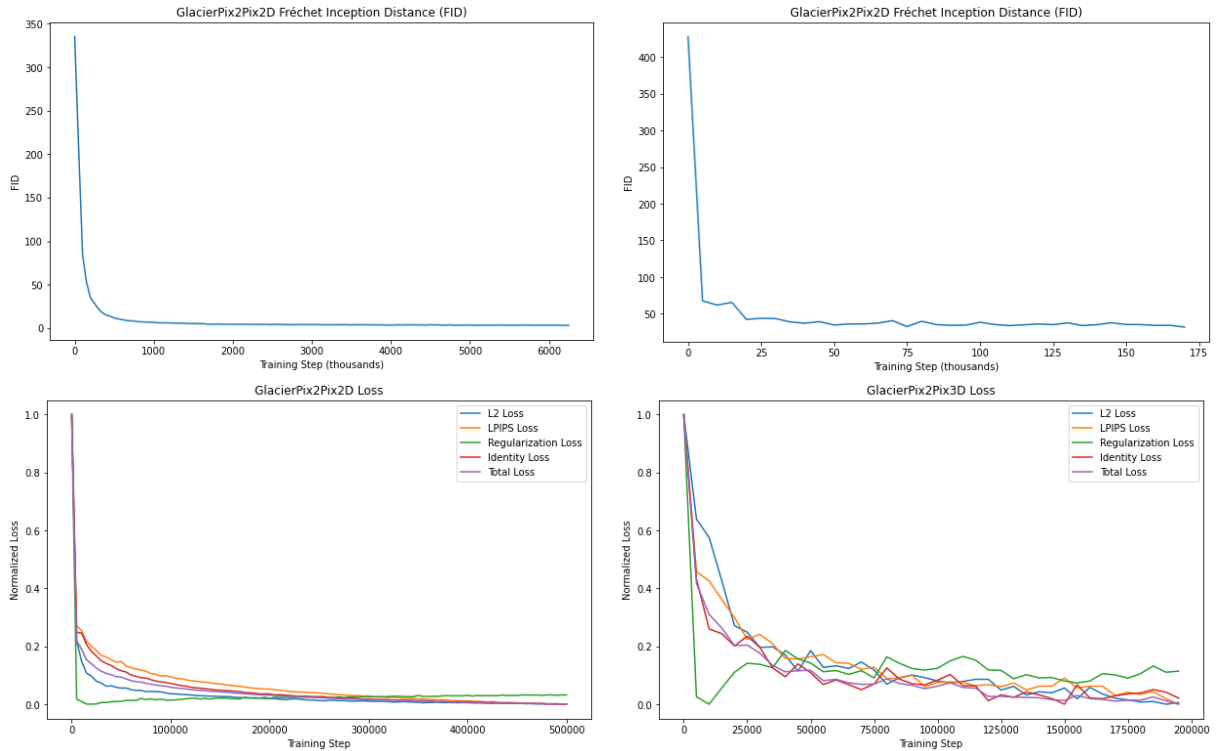 GlacierPix2Pix2D Fréchet Inception Distance (FID)
350
300
250
200
150
100
50
0
FID
0 1000 2000 3000 4000 5000 6000
Training Step (thousands)
GlacierPix2Pix2D Fréchet Inception Distance (FID)
400
350
300
250
200
150
100
50
FID
0 25 50 75 100 125 150 175
Training Step (thousands)
GlacierPix2Pix2D Loss
1.0
0.8
0.6
0.4
0.2
0.0
Normalized Loss
L2 Loss
LPIPS Loss
Regularization Loss
Identity Loss
Total Loss
0 100000 200000 300000 400000 500000
Training Step
GlacierPix2Pix3D Loss
1.0
0.8
0.6
0.4
0.2
0.0
Normalized Loss
L2 Loss
LPIPS Loss
Regularization Loss
Identity Loss
Total Loss
0 25000 50000 75000 100000 125000 150000 175000 200000
Training Step